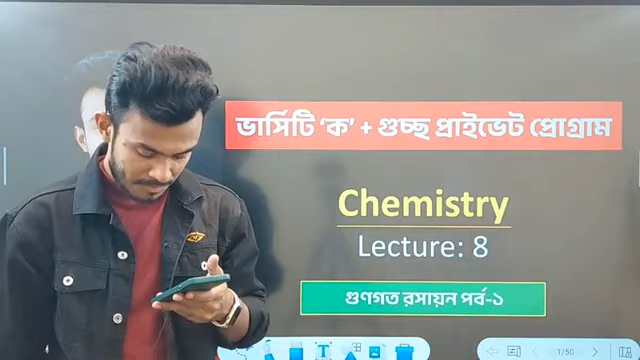 ভার্সিটি ‘ক’ + গুচ্ছ প্রাইভেট প্রোগ্রাম
Chemistry
Lecture: 8
গুণগত রসায়ন পর্ব-১
1/50